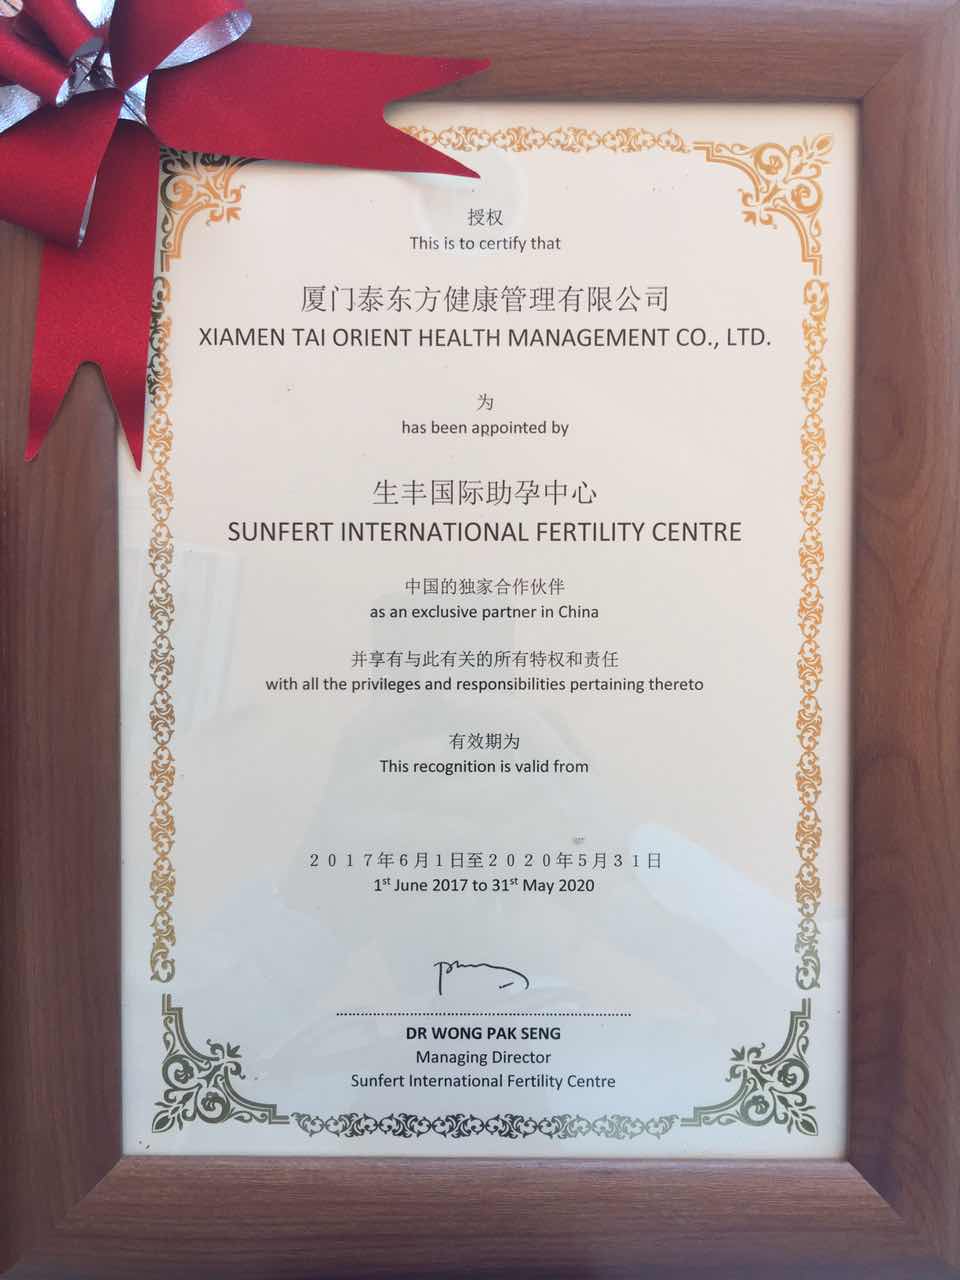 授权
This is to certify that
厦门泰东方健康管理有限公司
XIAMEN TAI ORIENT HEALTH MANAGEMENT CO., LTD.
为
has been appointed by
生丰国际助孕中心
SUNFERT INTERNATIONAL FERTILITY CENTRE
中国的独家合作伙伴
as an exclusive partner in China
并享有与此有关的所有特权和责任
with all the privileges and responsibilities pertaining thereto
有效期为
This recognition is valid from
2017年6月1日至2020年5月31日
1st June 2017 to 31st May 2020
DR WONG PAK SENG
Managing Director
Sunfert International Fertility Centre